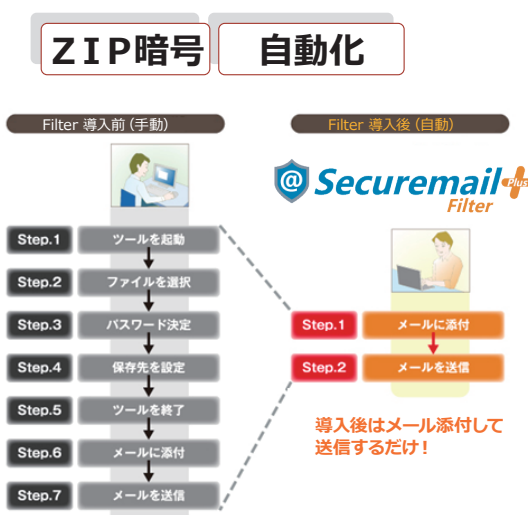 ZIP暗号 自動化
Filter 導入前 (手動)
Step.1 ツールを起動
Step.2 ファイルを選択
Step.3 パスワード決定
Step.4 保存先を設定
Step.5 ツールを終了
Step.6 メールに添付
Step.7 メールを送信
Filter 導入後 (自動)
@ Securemail Plus
Filter
Step.1 メールに添付
Step.2 メールを送信
導入後はメール添付して
送信するだけ！